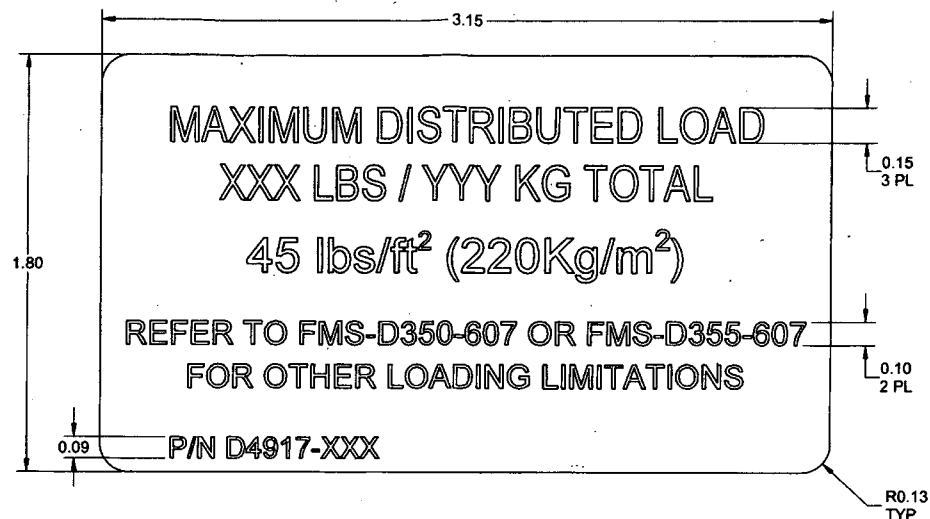 3.15
MAXIMUM DISTRIBUTED LOAD
XXX LBS / YYY KG TOTAL
45 lbs/ft² (220Kg/m²)
REFER TO FMS-D350-607 OR FMS-D355-607
FOR OTHER LOADING LIMITATIONS
P/N D4917-XXX
1.80
0.09
0.15
3 PL
0.10
2 PL
R0.13
TYP